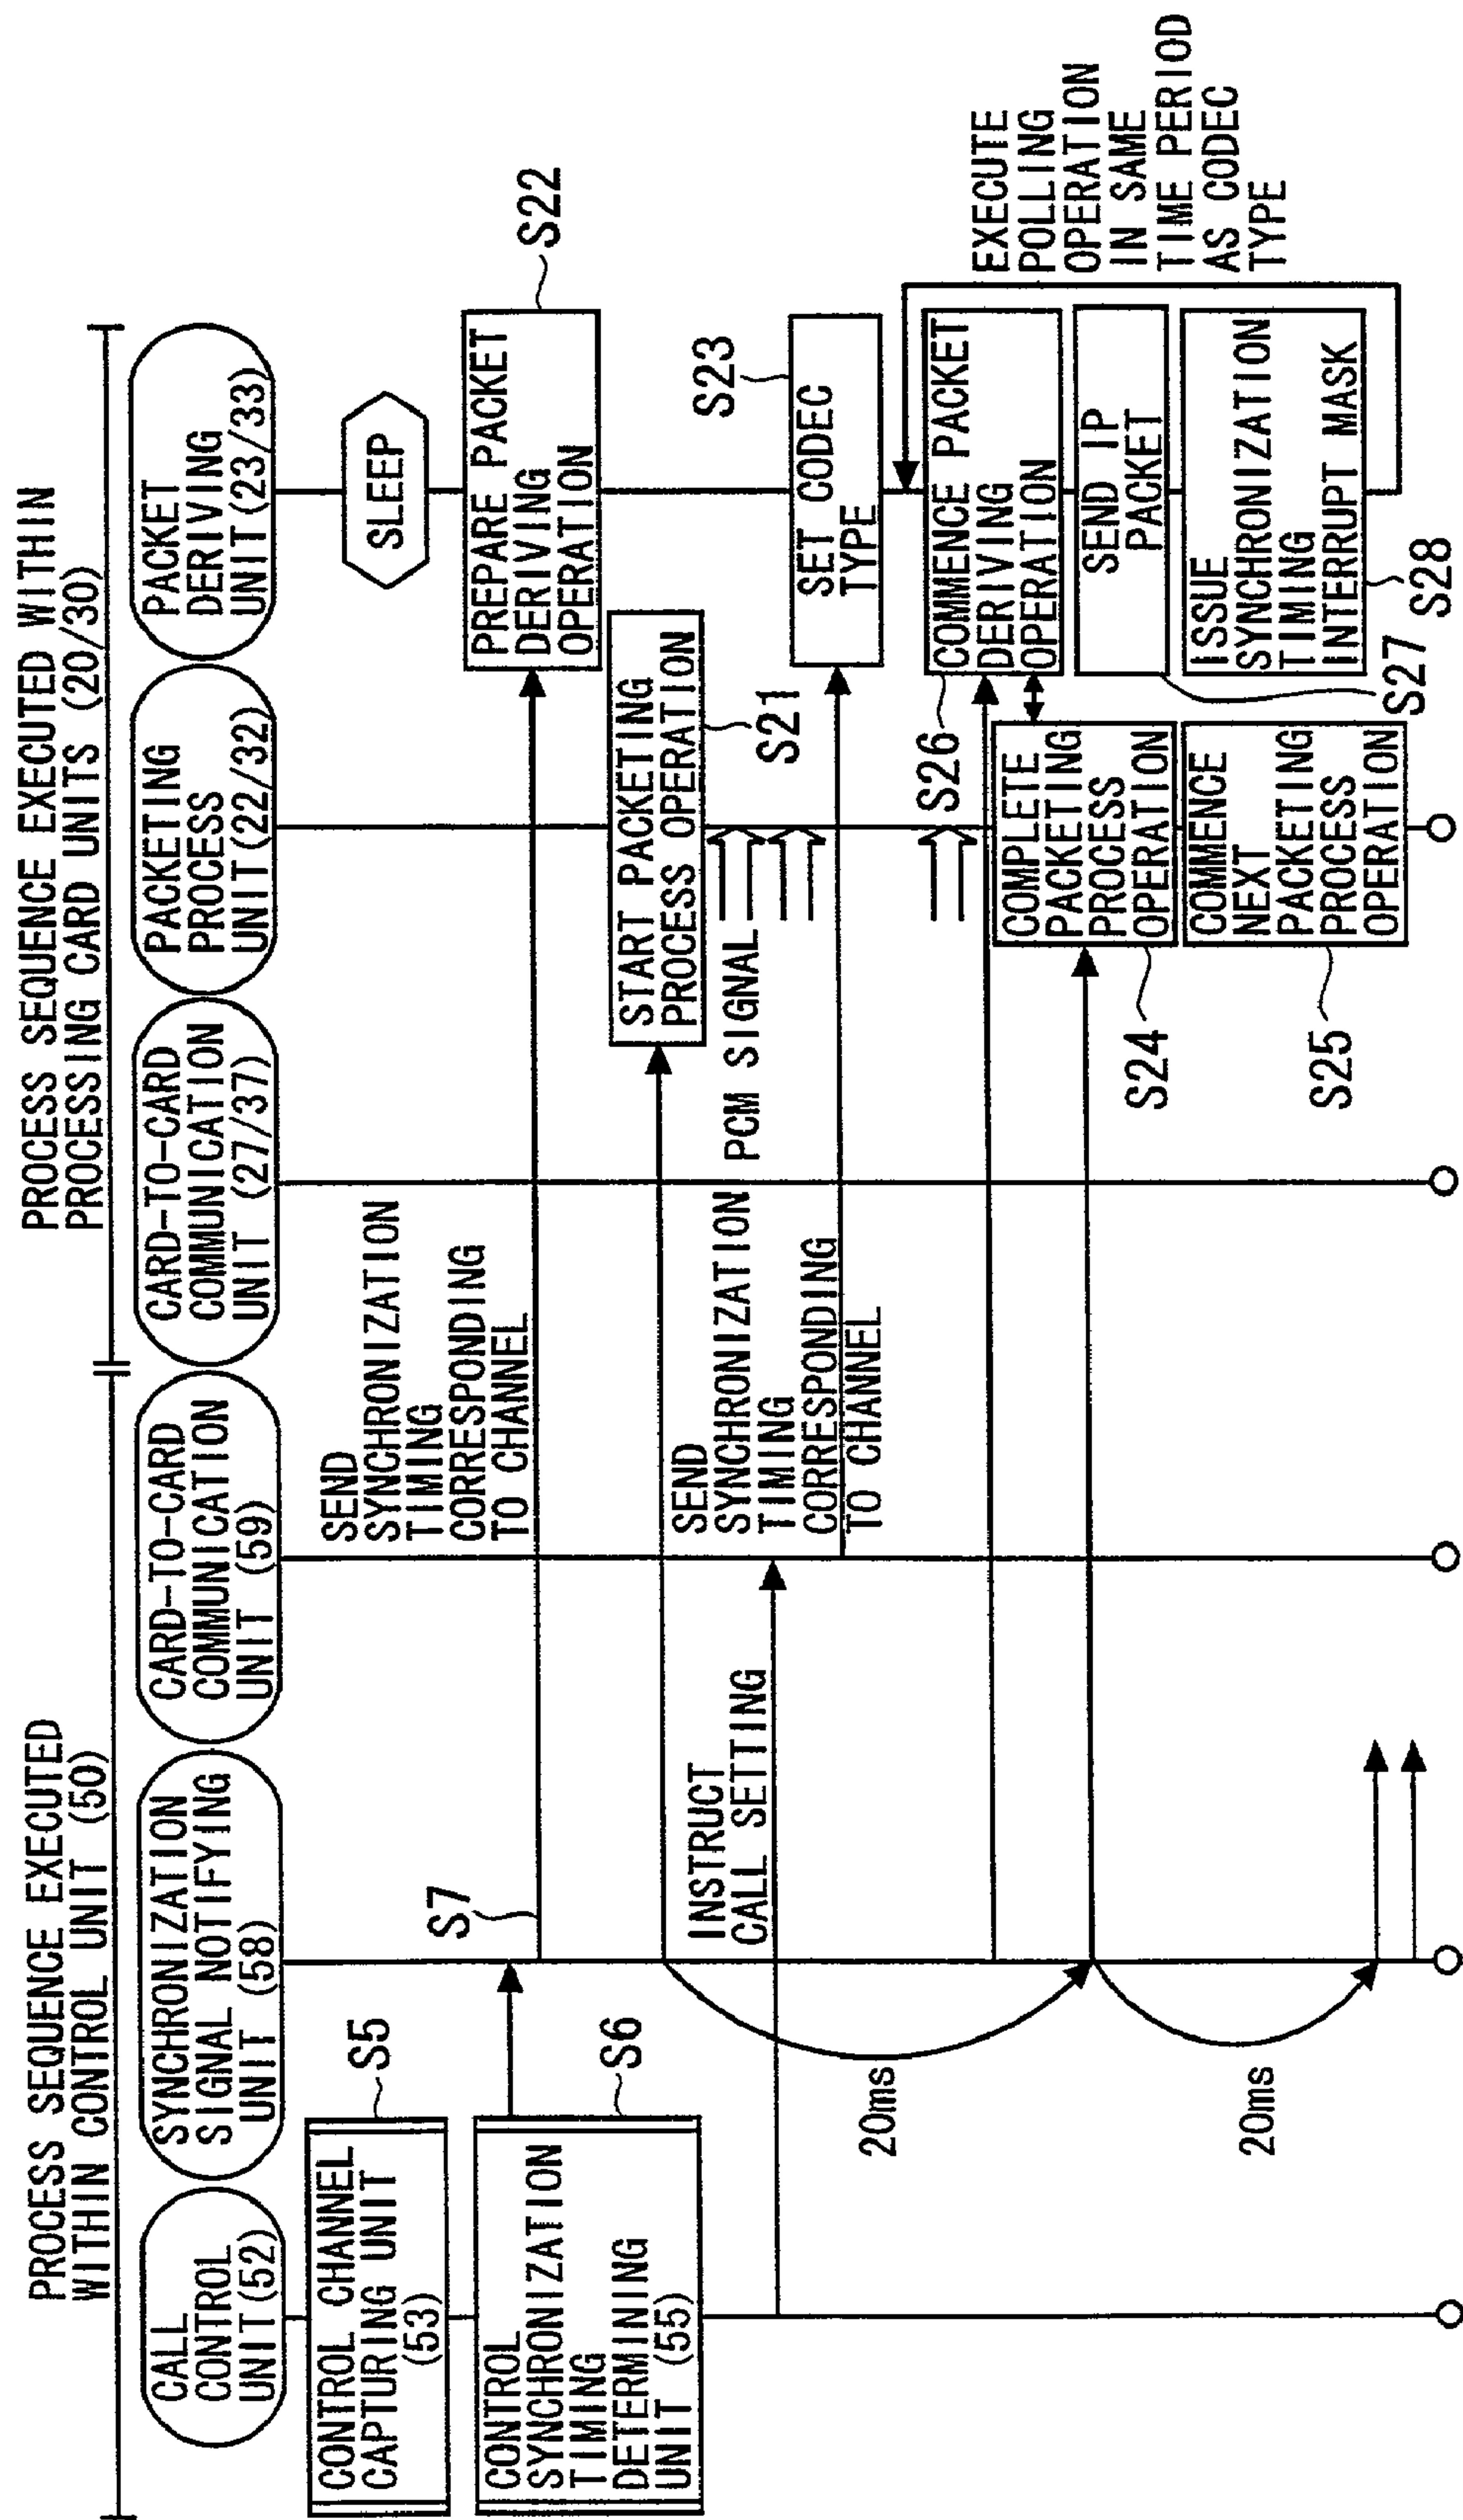 PROCESS SEQUENCE EXECUTED
WITHIN CONTROL UNIT (50)
PROCESS SEQUENCE EXECUTED WITHIN
PROCESSING CARD UNITS (20/30)
CALL
CONTROL
UNIT(52)
SYNCHRONIZATION
SIGNAL NOTIFYING
UNIT (58)
CARD-TO-CARD
COMMUNICATION
UNIT (59)
CARD-TO-CARD
COMMUNICATION
UNIT (27/37)
PACKETING
PROCESS
UNIT(22/32)
PACKET
DERIVING
UNIT(23/33)
CONTROL CHANNEL
CAPTURING UNIT
(53)
S5
SEND
SYNCHRONIZATION
TIMING
CORRESPONDING
TO CHANNEL
SLEEP
CONTROL
SYNCHRONIZATION
TIMING
DETERMINING
UNIT (55)
S6
S7
PREPARE PACKET
DERIVING
OPERATION
S22
START PACKETING
PROCESS OPERATION
S21
INSTRUCT
CALL SETTING
SEND
SYNCHRONIZATION
TIMING
CORRESPONDING
TO CHANNEL
PCM SIGNAL
SET CODEC
TYPE
S23
20ms
S26
COMMENCE PACKET
DERIVING
OPERATION
EXECUTE
POLLING
OPERATION
IN SAME
TIME PERIOD
AS CODEC
TYPE
COMPLETE
PACKETING
PROCESS
OPERATION
S24
SEND IP
PACKET
S27
COMMENCE
NEXT
PACKETING
PROCESS
OPERATION
S25
ISSUE
SYNCHRONIZATION
TIMING
INTERRUPT MASK
S28
20ms